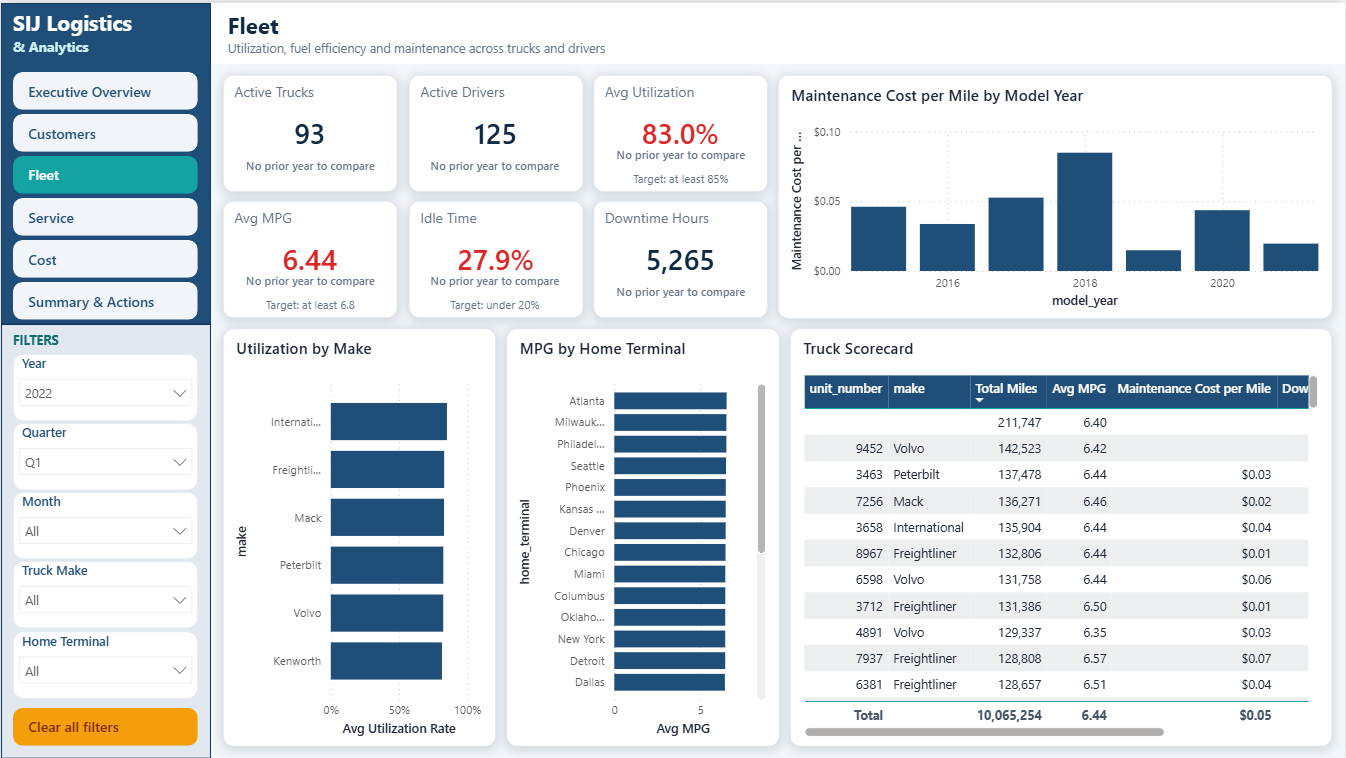 SIJ Logistics
& Analytics
Executive Overview
Customers
Fleet
Service
Cost
Summary & Actions
FILTERS
Year
2022
Quarter
Q1
Month
All
Truck Make
All
Home Terminal
All
Clear all filters
Fleet
Utilization, fuel efficiency and maintenance across trucks and drivers
Active Trucks
93
No prior year to compare
Active Drivers
125
No prior year to compare
Avg Utilization
83.0%
No prior year to compare
Target: at least 85%
Avg MPG
6.44
No prior year to compare
Target: at least 6.8
Idle Time
27.9%
No prior year to compare
Target: under 20%
Downtime Hours
5,265
No prior year to compare
Maintenance Cost per Mile by Model Year
Maintenance Cost per ...
$0.10
$0.05
$0.00
2016 2018 2020
model_year
Utilization by Make
make
Internati...
Freightli...
Mack
Peterbilt
Volvo
Kenworth
0% 50% 100%
Avg Utilization Rate
MPG by Home Terminal
home_terminal
Atlanta
Milwauk...
Philadel...
Seattle
Phoenix
Kansas ...
Denver
Chicago
Miami
Columbus
Oklaho...
New York
Detroit
Dallas
0 5
Avg MPG
Truck Scorecard
unit_number make Total Miles Avg MPG Maintenance Cost per Mile Dow
211,747 6.40
9452 Volvo 142,523 6.42
3463 Peterbilt 137,478 6.44 $0.03
7256 Mack 136,271 6.46 $0.02
3658 International 135,904 6.44 $0.04
8967 Freightliner 132,806 6.44 $0.01
6598 Volvo 131,758 6.44 $0.06
3712 Freightliner 131,386 6.50 $0.01
4891 Volvo 129,337 6.35 $0.03
7937 Freightliner 128,808 6.57 $0.07
6381 Freightliner 128,657 6.51 $0.04
Total 10,065,254 6.44 $0.05